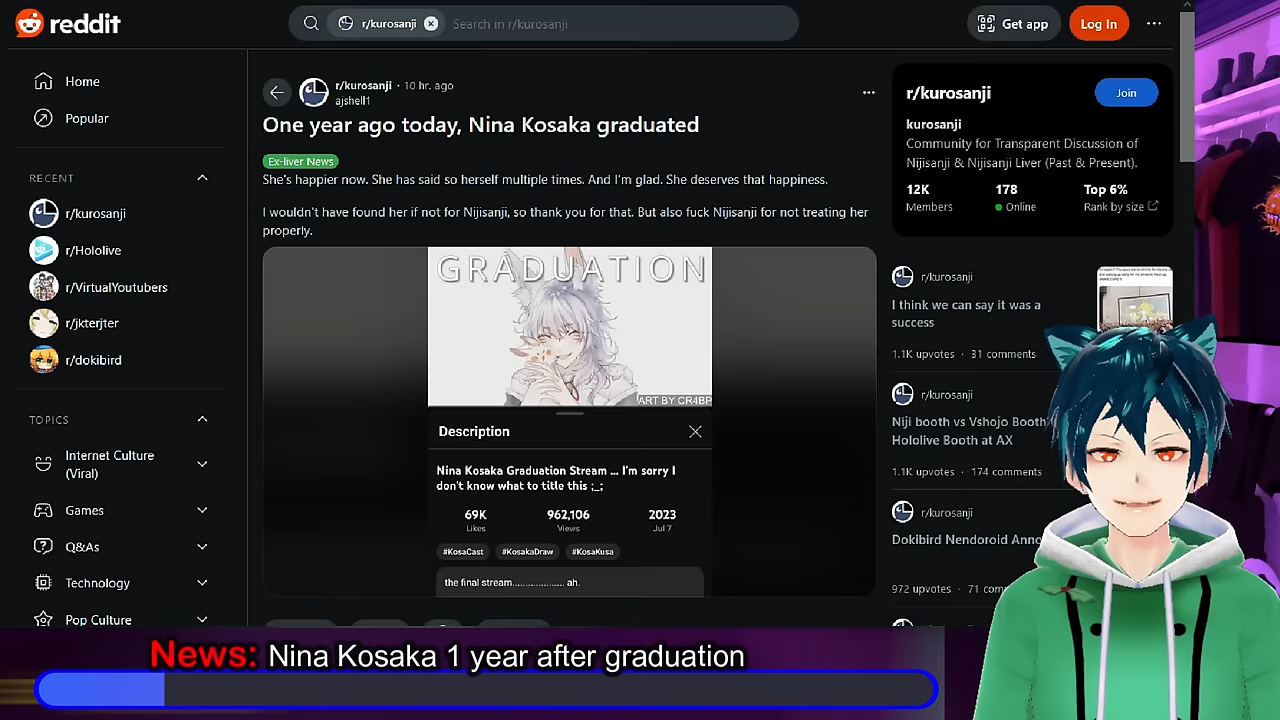 reddit
r/kurosanji
Search in r/kurosanji
Get app
Log In
Home
Popular
RECENT
r/kurosanji
r/Hololive
r/VirtualYoutubers
r/jkterjter
r/dokibird
TOPICS
Internet Culture
(Viral)
Games
Q&As
Technology
Pop Culture
r/kurosanji · 10 hr. ago
ajshell1
One year ago today, Nina Kosaka graduated
Ex-liver News
She's happier now. She has said so herself multiple times. And I'm glad. She deserves that happiness.
I wouldn't have found her if not for Nijisanji, so thank you for that. But also fuck Nijisanji for not treating her
properly.
GRADUATION
ART BY CR4BP
Description
Nina Kosaka Graduation Stream ... I'm sorry I
don't know what to title this ;_;
69K
962,106
2023
Likes
Views
Jul 7
#KosaCast
#KosakaDraw
#KosaKusa
the final stream.................... ah.
r/kurosanji
Join
kurosanji
Community for Transparent Discussion of
Nijisanji & Nijisanji Liver (Past & Present).
12K
178
Top 6%
Members
Online
Rank by size
r/kurosanji
I think we can say it was a
success
1.1K upvotes · 31 comments
r/kurosanji
Niji booth vs Vshojo Booth
Hololive Booth at AX
1.1K upvotes · 174 comments
r/kurosanji
Dokibird Nendoroid Anno
972 upvotes · 71 com
News: Nina Kosaka 1 year after graduation